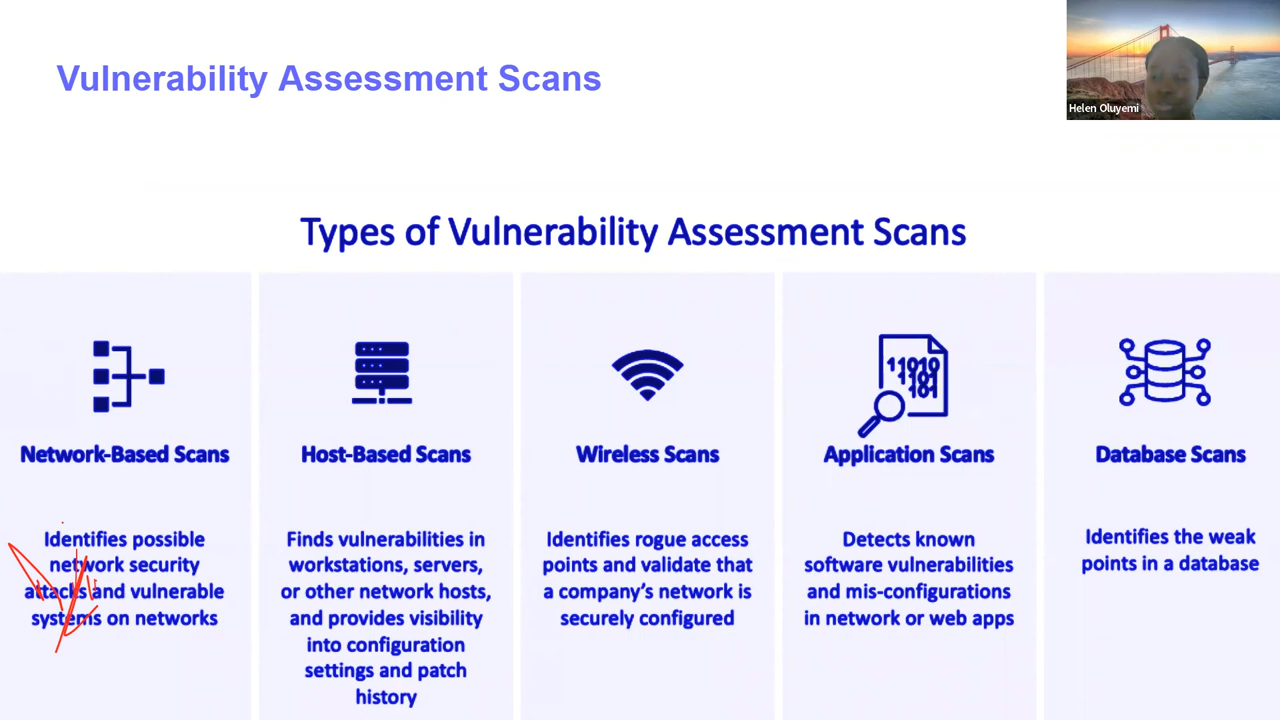 Vulnerability Assessment Scans
Helen Oluyemi
Types of Vulnerability Assessment Scans
Network-Based Scans
Identifies possible
network security
attacks and vulnerable
systems on networks
Host-Based Scans
Finds vulnerabilities in
workstations, servers,
or other network hosts,
and provides visibility
into configuration
settings and patch
history
Wireless Scans
Identifies rogue access
points and validate that
a company's network is
securely configured
11010
101
101
Application Scans
Detects known
software vulnerabilities
and mis-configurations
in network or web apps
Database Scans
Identifies the weak
points in a database